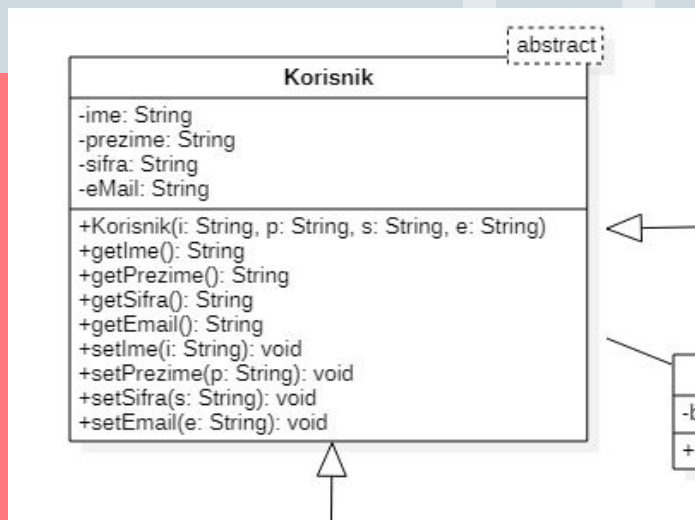 abstract
Korisnik
-ime: String
-prezime: String
-sifra: String
-eMail: String
+Korisnik(i: String, p: String, s: String, e: String)
+getIme(): String
+getPrezime(): String
+getSifra(): String
+getEmail(): String
+setIme(i: String): void
+setPrezime(p: String): void
+setSifra(s: String): void
+setEmail(e: String): void
+